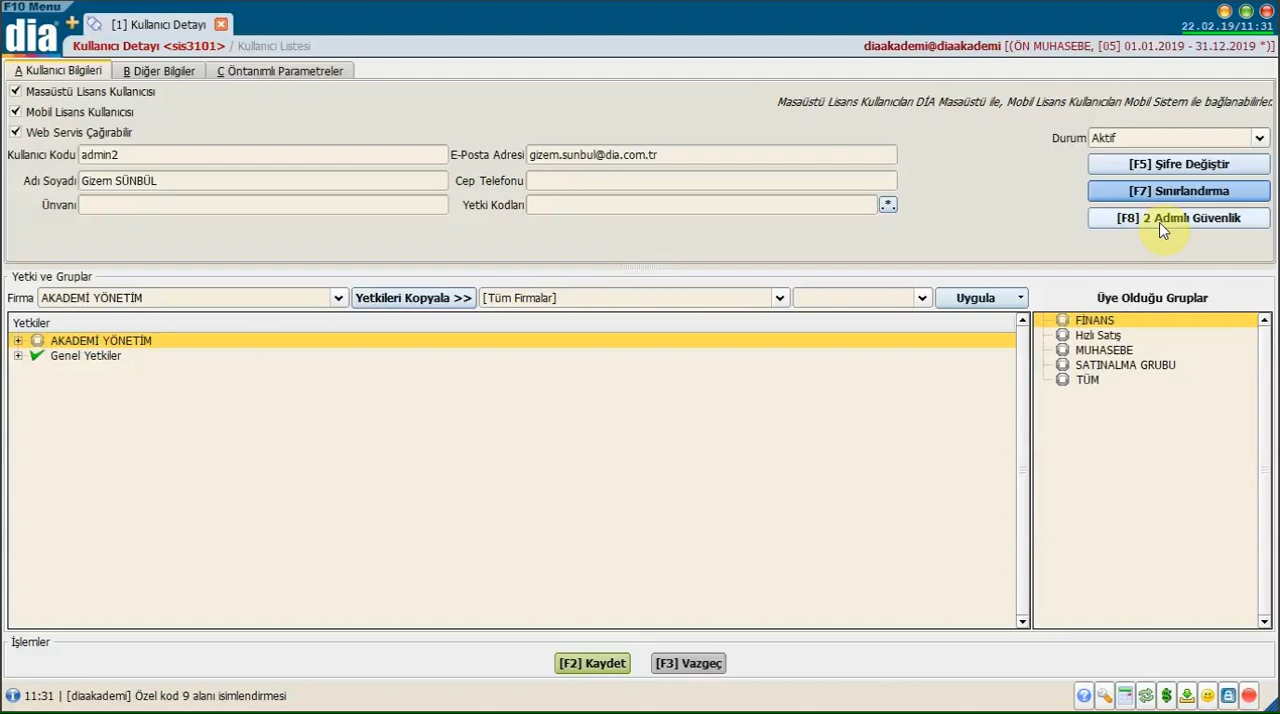 F10 Menu
dia
[1] Kullanıcı Detayı
22.02.19/11:31
Kullanıcı Detayı <sis3101> / Kullanıcı Listesi
diaakademi@diaakademi [(ÖN MUHASEBE, [05] 01.01.2019 - 31.12.2019 *)]
A Kullanıcı Bilgileri
B Diğer Bilgiler
C Öntanımlı Parametreler
Masaüstü Lisans Kullanıcısı
Masaüstü Lisans Kullanıcıları DİA Masaüstü ile, Mobil Lisans Kullanıcıları Mobil Sistem ile bağlanabilirler.
Mobil Lisans Kullanıcısı
Web Servis Çağırabilir
Durum Aktif
Kullanıcı Kodu admin2
E-Posta Adresi gizem.sunbul@dia.com.tr
[F5] Şifre Değiştir
Adı Soyadı Gizem SÜNBÜL
Cep Telefonu
[F7] Sınırlandırma
Ünvanı
Yetki Kodları
.*.
[F8] 2 Adımlı Güvenlik
Yetki ve Gruplar
Firma AKADEMİ YÖNETİM
Yetkileri Kopyala >>
[Tüm Firmalar]
Uygula
Üye Olduğu Gruplar
Yetkiler
AKADEMİ YÖNETİM
Genel Yetkiler
FİNANS
Hızlı Satış
MUHASEBE
SATINALMA GRUBU
TÜM
İşlemler
[F2] Kaydet
[F3] Vazgeç
11:31 | [diaakademi] Özel kod 9 alanı isimlendirmesi